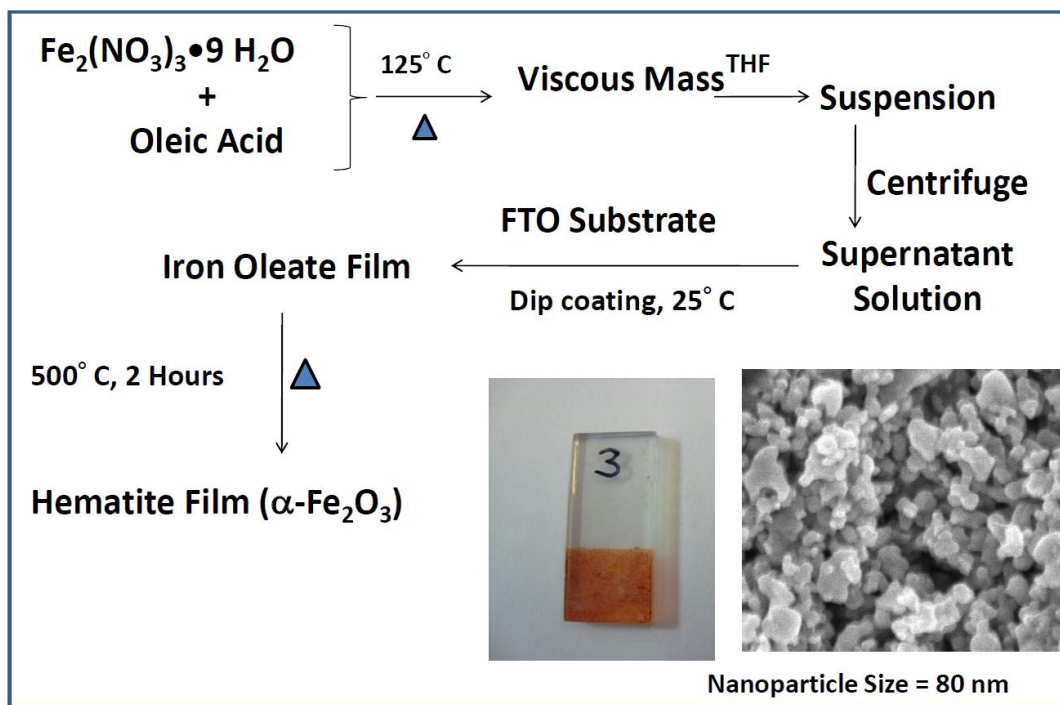 Fe₂(NO₃)₃•9 H₂O
+
Oleic Acid
125° C
Viscous Mass
THF
Suspension
Centrifuge
Supernatant
Solution
FTO Substrate
Dip coating, 25° C
Iron Oleate Film
500° C, 2 Hours
Hematite Film (α-Fe₂O₃)
3
Nanoparticle Size = 80 nm